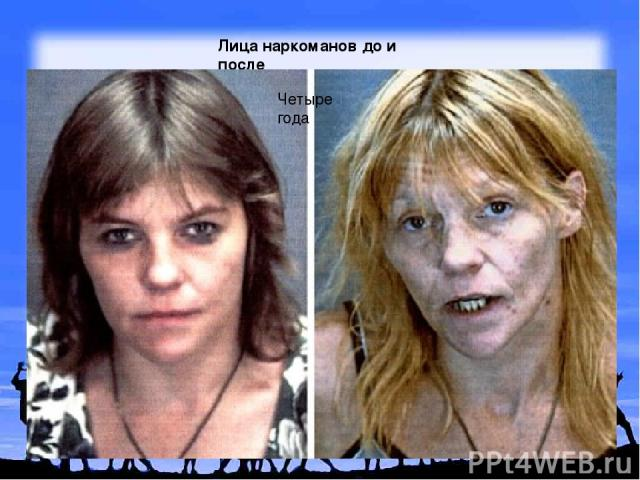 Лица наркоманов до и
после
Четыре
года
PPt4WEB.ru